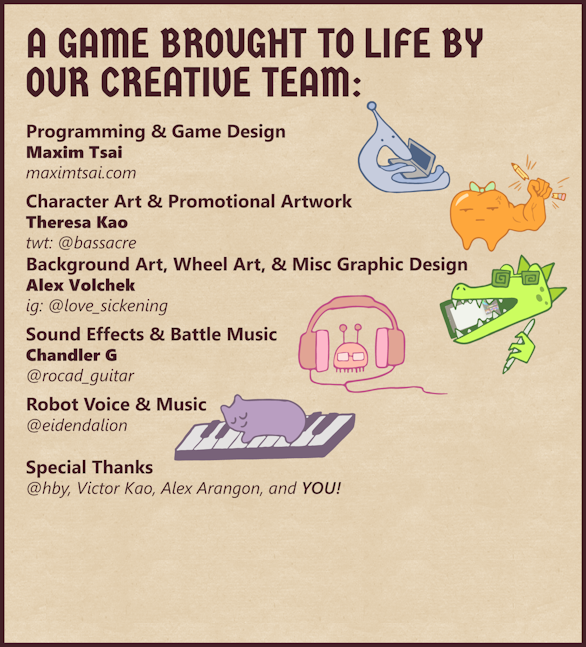 A GAME BROUGHT TO LIFE BY
OUR CREATIVE TEAM:
Programming & Game Design
Maxim Tsai
maximtsai.com
Character Art & Promotional Artwork
Theresa Kao
twt: @bassacre
Background Art, Wheel Art, & Misc Graphic Design
Alex Volchek
ig: @love_sickening
Sound Effects & Battle Music
Chandler G
@rocad_guitar
Robot Voice & Music
@eidendalion
Special Thanks
@hby, Victor Kao, Alex Arangon, and YOU!